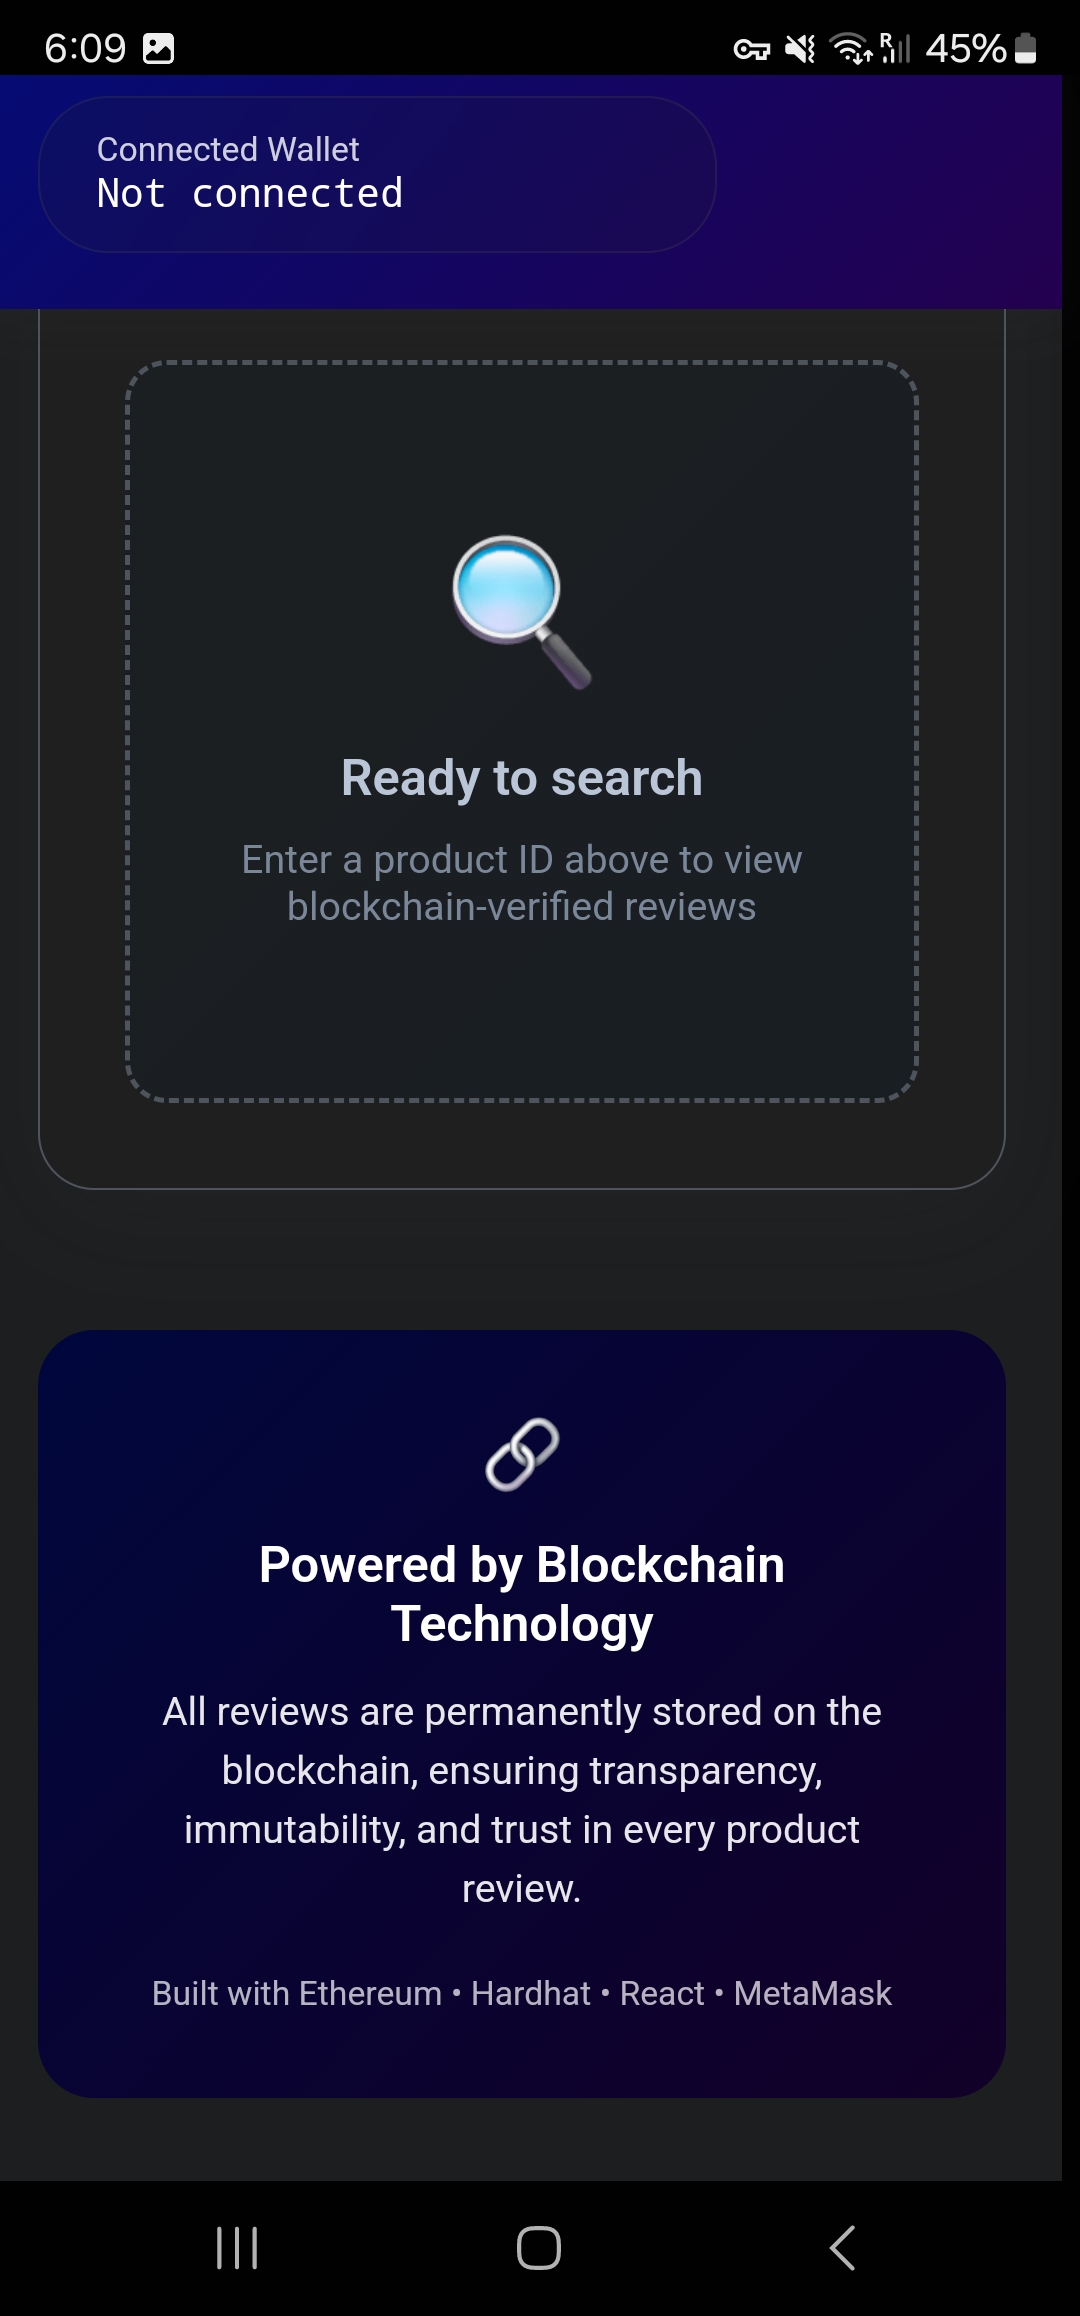 6:09
R
45%
Connected Wallet
Not connected
Ready to search
Enter a product ID above to view
blockchain-verified reviews
Powered by Blockchain
Technology
All reviews are permanently stored on the
blockchain, ensuring transparency,
immutability, and trust in every product
review.
Built with Ethereum • Hardhat • React • MetaMask